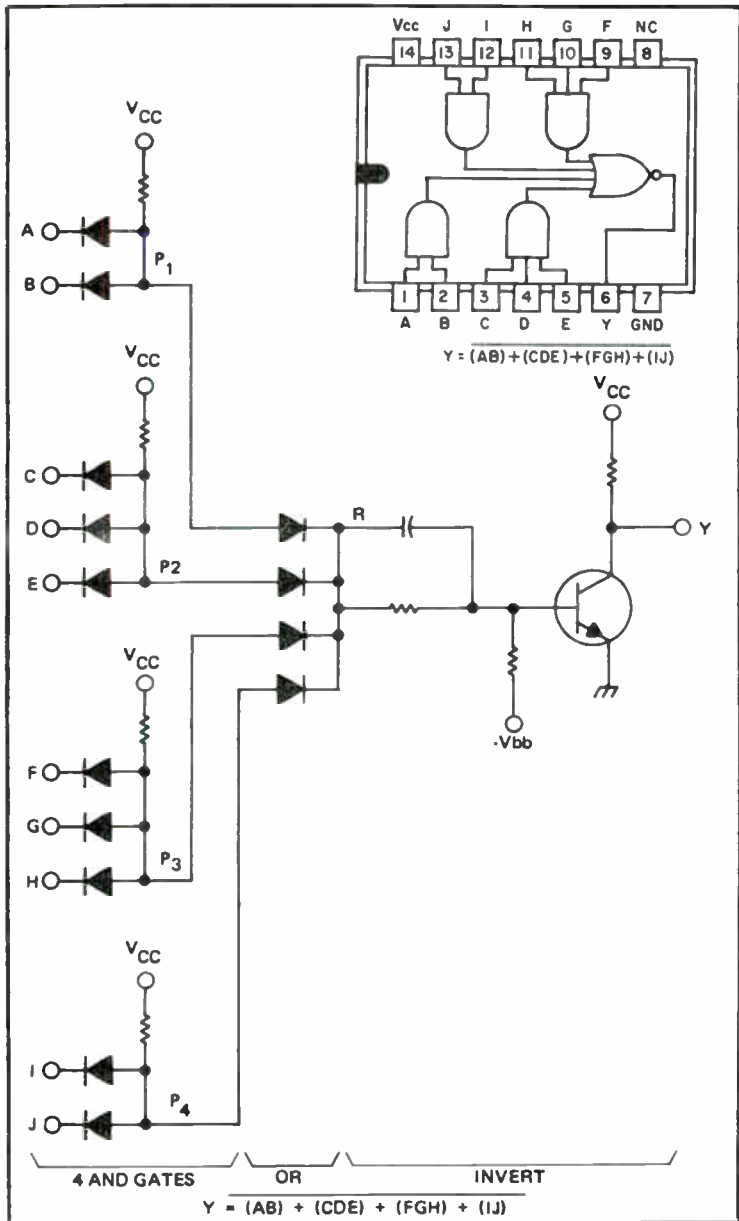 Vcc J I H G F NC
14 13 12 11 10 9 8
1 2 3 4 5 6 7
A B C D E Y GND
Y = (AB)+(CDE)+(FGH)+(IJ)
VCC
A
P1
B
VCC
C
D
P2
E
VCC
F
G
P3
H
VCC
I
P4
J
R
VCC
Y
-Vbb
4 AND GATES OR INVERT
Y = (AB) + (CDE) + (FGH) + (IJ)